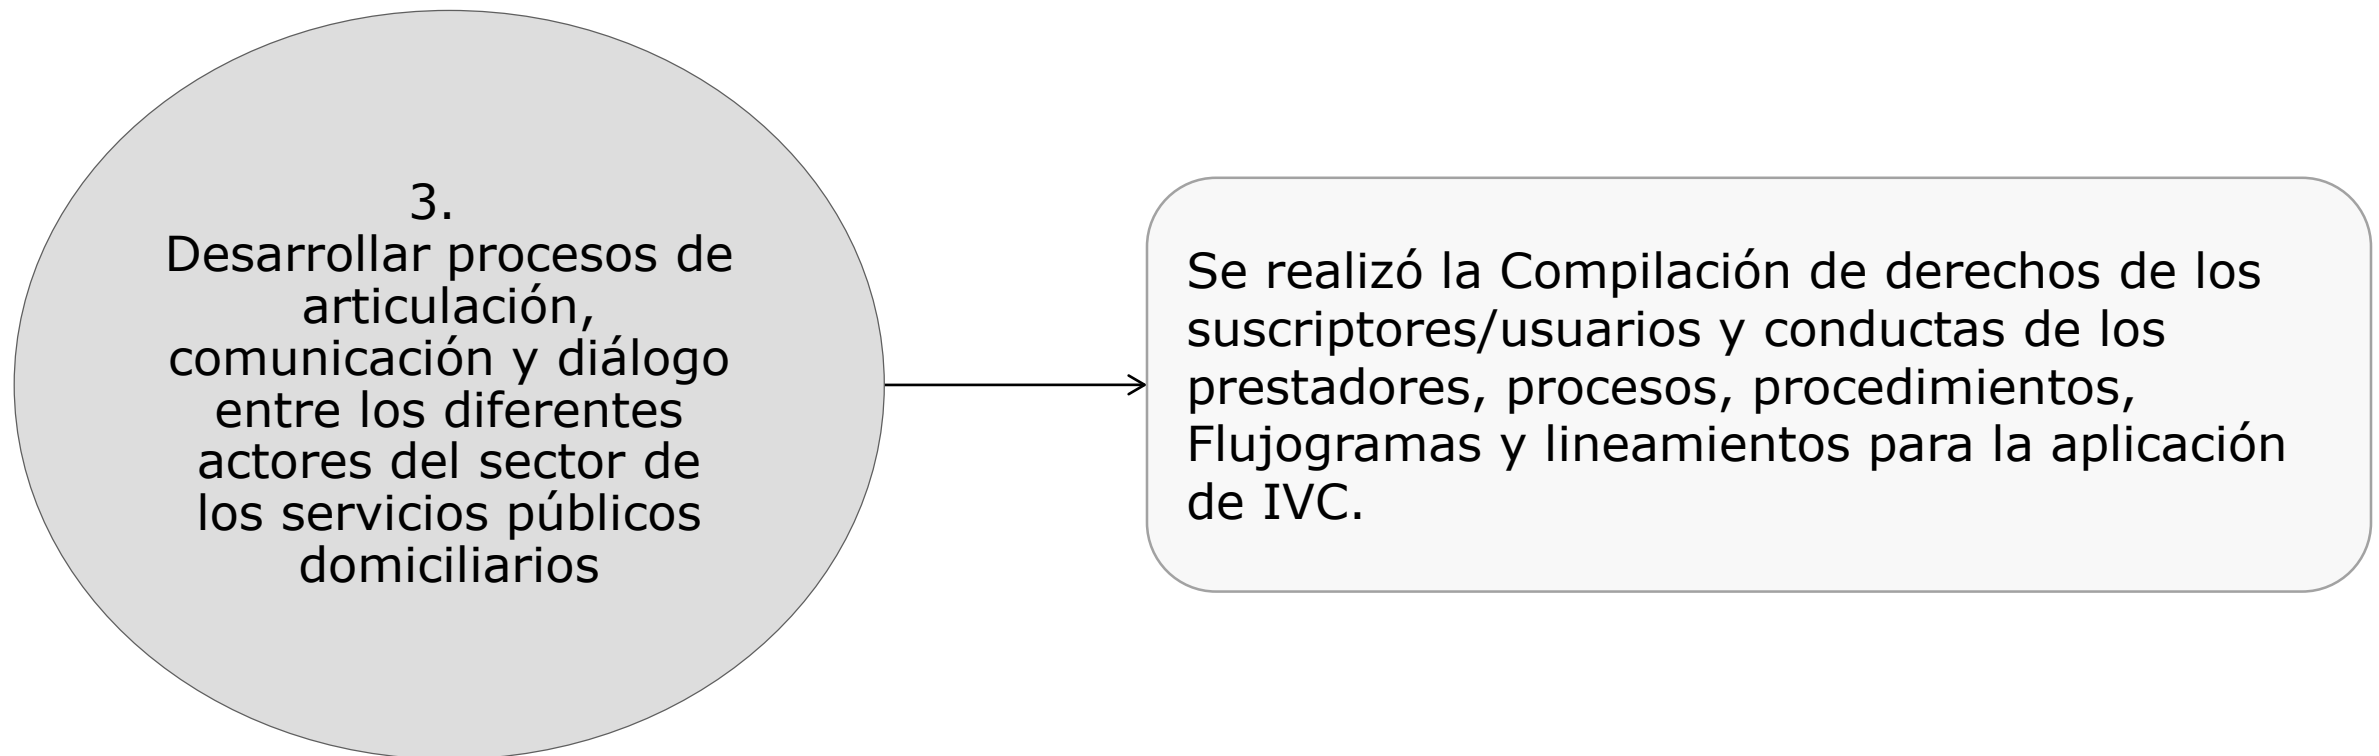 3.
Desarrollar procesos de
articulación,
comunicación y diálogo
entre los diferentes
actores del sector de
los servicios públicos
domiciliarios
Se realizó la Compilación de derechos de los
suscriptores/usuarios y conductas de los
prestadores, procesos, procedimientos,
Flujogramas y lineamientos para la aplicación
de IVC.